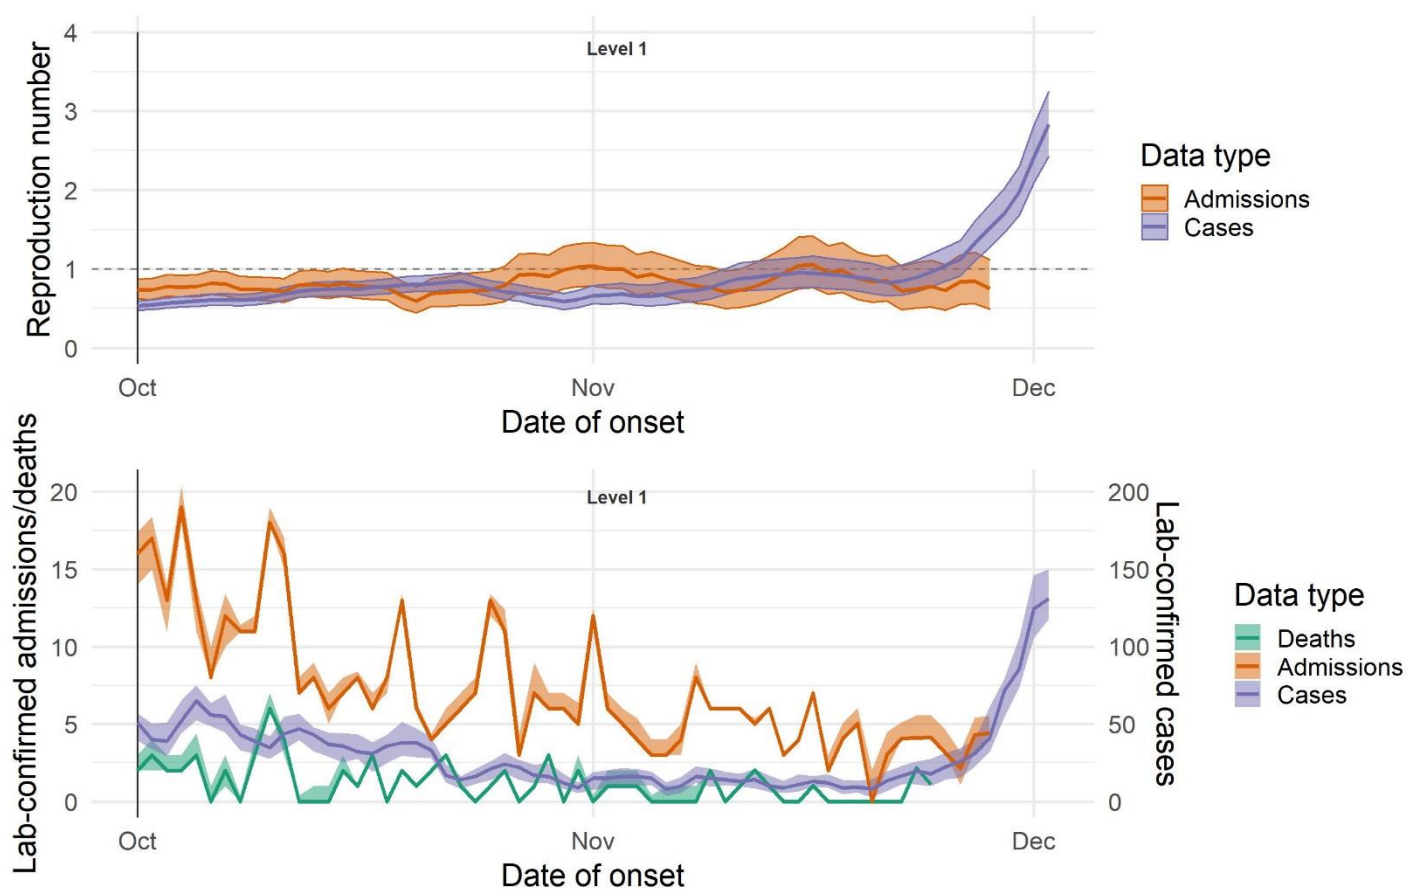 Reproduction number
4
3
2
1
0
Level 1
Oct
Nov
Dec
Date of onset
Data type
Admissions
Cases
Lab-confirmed admissions/deaths
20
15
10
5
0
Level 1
200
150
100
50
0
Lab-confirmed cases
Oct
Nov
Dec
Date of onset
Data type
Deaths
Admissions
Cases